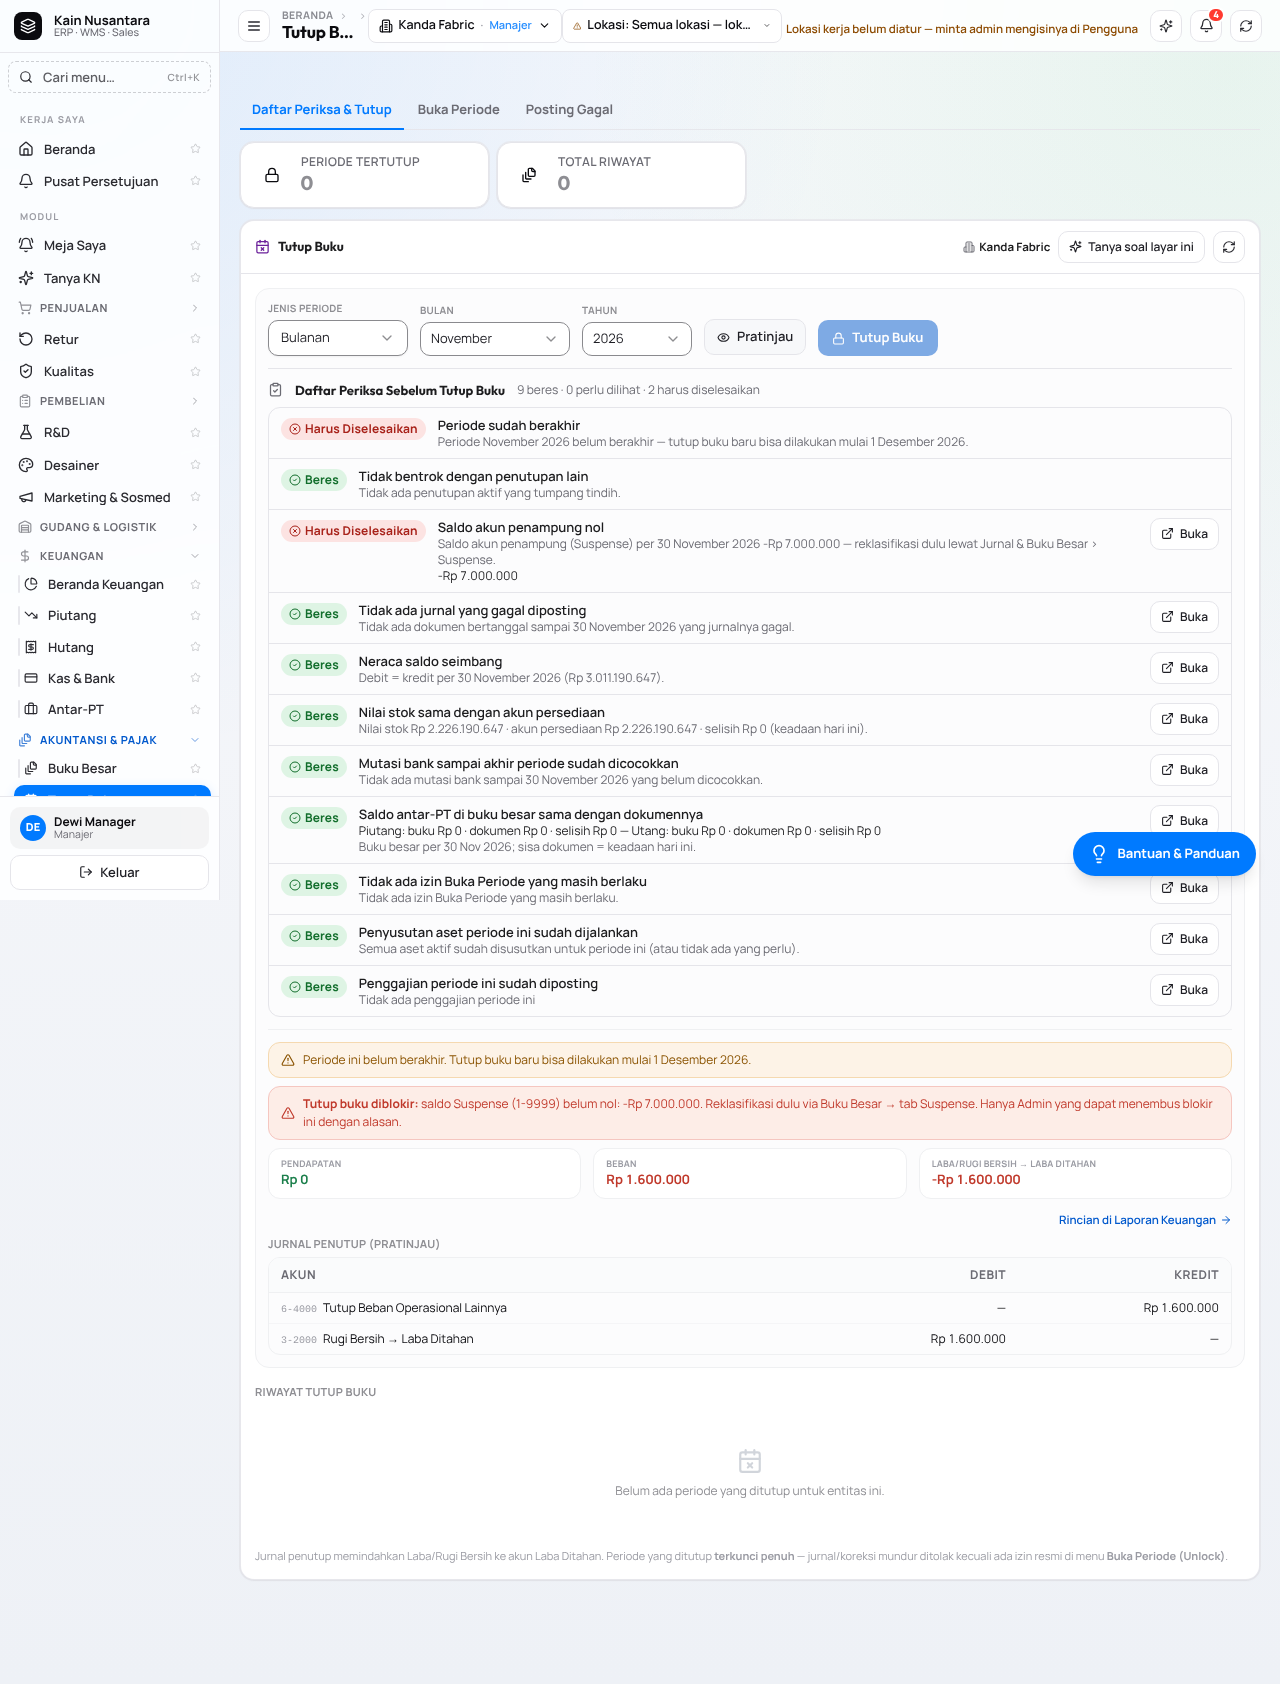 Kain Nusantara
ERP · WMS · Sales
Cari menu...
Ctrl+K
KERJA SAYA
Beranda
Pusat Persetujuan
MODUL
Meja Saya
Tanya KN
PENJUALAN
Retur
Kualitas
PEMBELIAN
R&D
Desainer
Marketing & Sosmed
GUDANG & LOGISTIK
KEUANGAN
Beranda Keuangan
Piutang
Hutang
Kas & Bank
Antar-PT
AKUNTANSI & PAJAK
Buku Besar
DE
Dewi Manager
Manajer
Keluar
BERANDA > >
Tutup B...
Kanda Fabric · Manajer
Lokasi: Semua lokasi — lok...
Lokasi kerja belum diatur — minta admin mengisinya di Pengguna
4
Daftar Periksa & Tutup
Buka Periode
Posting Gagal
PERIODE TERTUTUP
0
TOTAL RIWAYAT
0
Tutup Buku
Kanda Fabric
Tanya soal layar ini
JENIS PERIODE
Bulanan
BULAN
November
TAHUN
2026
Pratinjau
Tutup Buku
Daftar Periksa Sebelum Tutup Buku
9 beres · 0 perlu dilihat · 2 harus diselesaikan
Harus Diselesaikan
Periode sudah berakhir
Periode November 2026 belum berakhir — tutup buku baru bisa dilakukan mulai 1 Desember 2026.
Beres
Tidak bentrok dengan penutupan lain
Tidak ada penutupan aktif yang tumpang tindih.
Harus Diselesaikan
Saldo akun penampung nol
Saldo akun penampung (Suspense) per 30 November 2026 -Rp 7.000.000 — reklasifikasi dulu lewat Jurnal & Buku Besar ›
Suspense.
-Rp 7.000.000
Buka
Beres
Tidak ada jurnal yang gagal diposting
Tidak ada dokumen bertanggal sampai 30 November 2026 yang jurnalnya gagal.
Buka
Beres
Neraca saldo seimbang
Debit = kredit per 30 November 2026 (Rp 3.011.190.647).
Buka
Beres
Nilai stok sama dengan akun persediaan
Nilai stok Rp 2.226.190.647 · akun persediaan Rp 2.226.190.647 · selisih Rp 0 (keadaan hari ini).
Buka
Beres
Mutasi bank sampai akhir periode sudah dicocokkan
Tidak ada mutasi bank sampai 30 November 2026 yang belum dicocokkan.
Buka
Beres
Saldo antar-PT di buku besar sama dengan dokumennya
Piutang: buku Rp 0 · dokumen Rp 0 · selisih Rp 0 — Utang: buku Rp 0 · dokumen Rp 0 · selisih Rp 0
Buku besar per 30 Nov 2026; sisa dokumen = keadaan hari ini.
Buka
Bantuan & Panduan
Beres
Tidak ada izin Buka Periode yang masih berlaku
Tidak ada izin Buka Periode yang masih berlaku.
Buka
Beres
Penyusutan aset periode ini sudah dijalankan
Semua aset aktif sudah disusutkan untuk periode ini (atau tidak ada yang perlu).
Buka
Beres
Penggajian periode ini sudah diposting
Tidak ada penggajian periode ini
Buka
Periode ini belum berakhir. Tutup buku baru bisa dilakukan mulai 1 Desember 2026.
Tutup buku diblokir: saldo Suspense (1-9999) belum nol: -Rp 7.000.000. Reklasifikasi dulu via Buku Besar → tab Suspense. Hanya Admin yang dapat menembus blokir
ini dengan alasan.
PENDAPATAN
Rp 0
BEBAN
Rp 1.600.000
LABA/RUGI BERSIH → LABA DITAHAN
-Rp 1.600.000
Rincian di Laporan Keuangan →
JURNAL PENUTUP (PRATINJAU)
AKUN DEBIT KREDIT
6-4000 Tutup Beban Operasional Lainnya — Rp 1.600.000
3-2000 Rugi Bersih → Laba Ditahan Rp 1.600.000 —
RIWAYAT TUTUP BUKU
Belum ada periode yang ditutup untuk entitas ini.
Jurnal penutup memindahkan Laba/Rugi Bersih ke akun Laba Ditahan. Periode yang ditutup terkunci penuh — jurnal/koreksi mundur ditolak kecuali ada izin resmi di menu Buka Periode (Unlock).